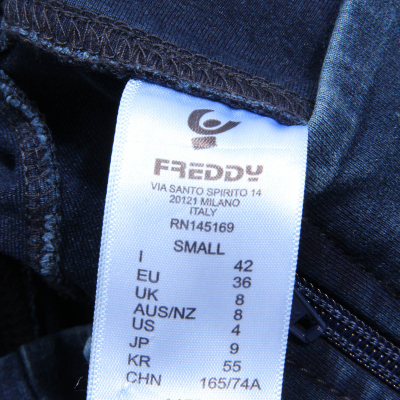 FREDDY
VIA SANTO SPIRITO 14
20121 MILANO
ITALY
RN145169
SMALL
I 42
EU 36
UK 8
AUS/NZ 8
US 4
JP 9
KR 55
CHN 165/74A